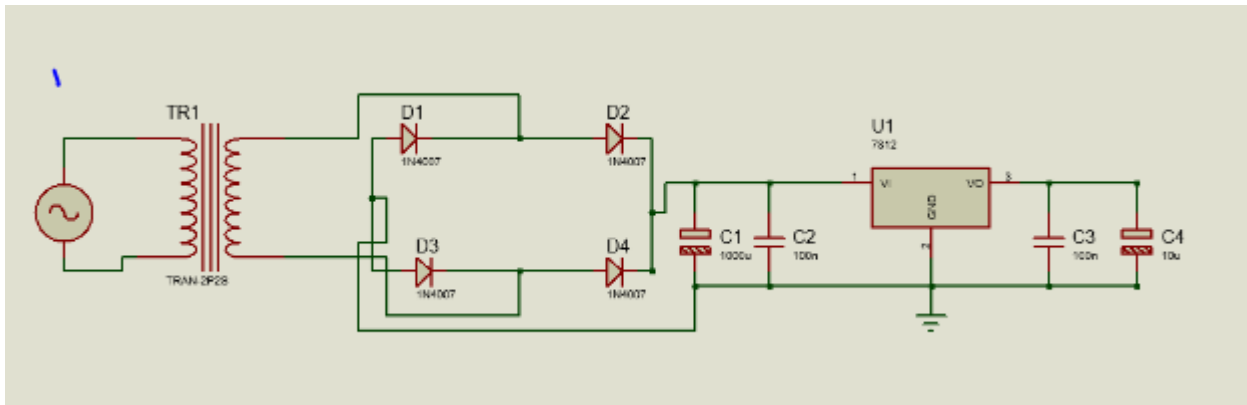 TR1
TRAN-2P2S
D1
1N4007
D2
1N4007
D3
1N4007
D4
1N4007
C1
1000u
C2
100n
U1
7812
1
VI
VO
3
GND
2
C3
100n
C4
10u